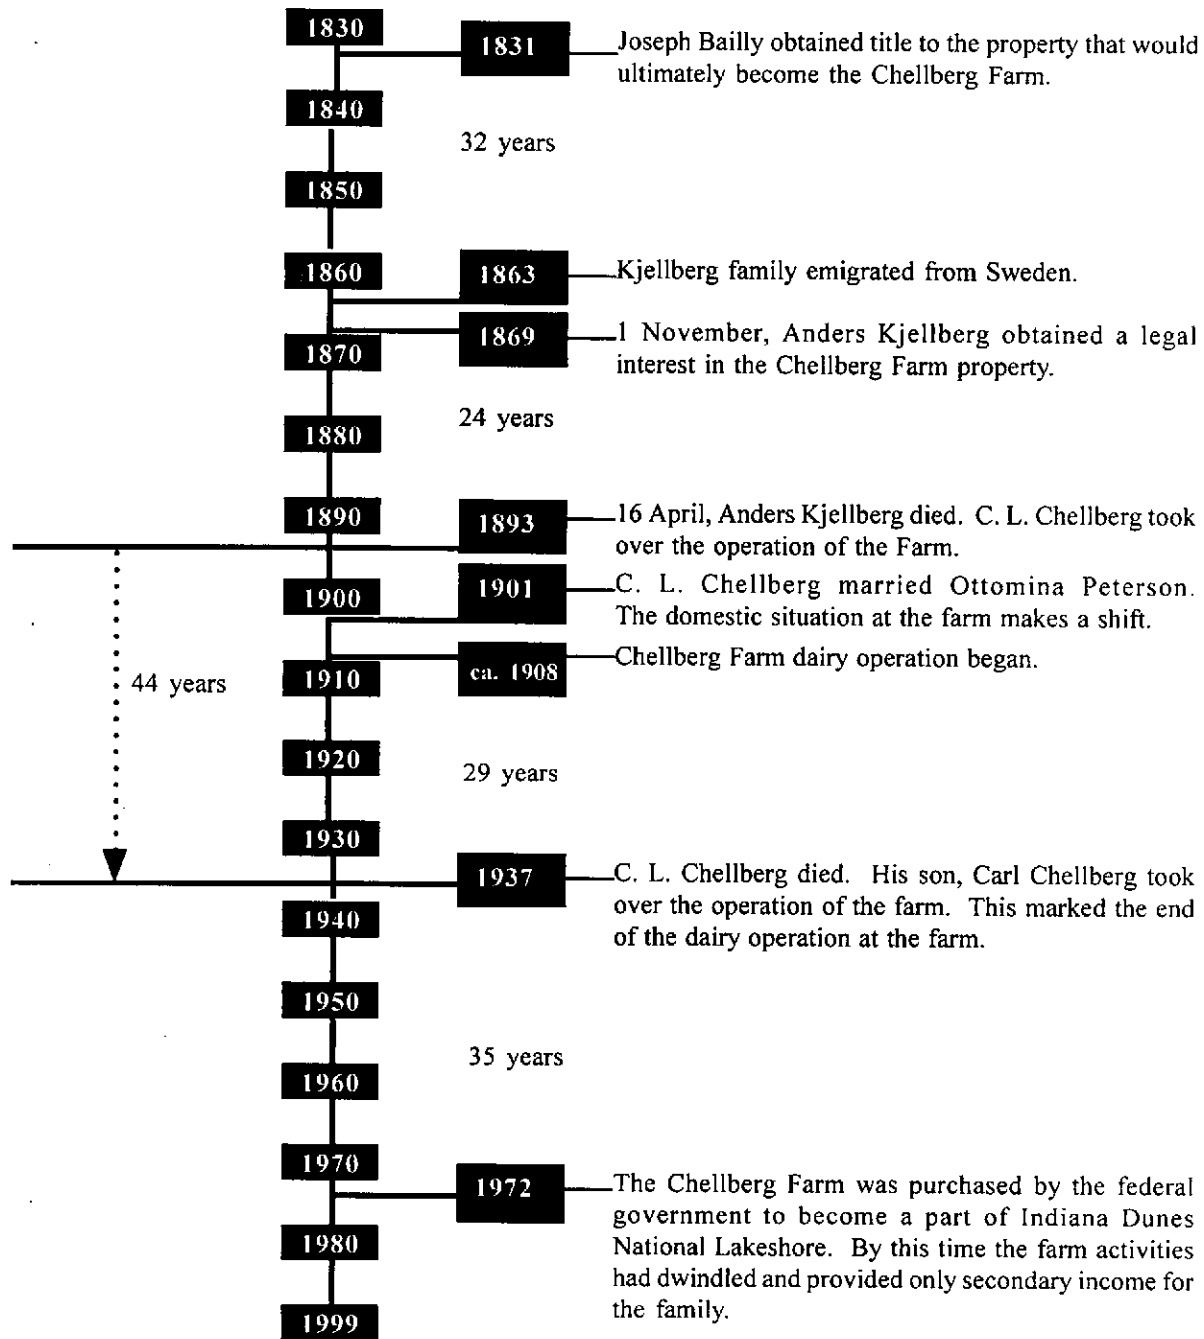 1830
1831
Joseph Bailly obtained title to the property that would
ultimately become the Chellberg Farm.
1840
32 years
1850
1860
1863
Kjellberg family emigrated from Sweden.
1869
1 November, Anders Kjellberg obtained a legal
interest in the Chellberg Farm property.
1870
24 years
1880
1890
1893
16 April, Anders Kjellberg died. C. L. Chellberg took
over the operation of the Farm.
1900
1901
C. L. Chellberg married Ottomina Peterson.
The domestic situation at the farm makes a shift.
ca. 1908
Chellberg Farm dairy operation began.
1910
44 years
1920
29 years
1930
1937
C. L. Chellberg died. His son, Carl Chellberg took
over the operation of the farm. This marked the end
of the dairy operation at the farm.
1940
1950
35 years
1960
1970
1972
The Chellberg Farm was purchased by the federal
government to become a part of Indiana Dunes
National Lakeshore. By this time the farm activities
had dwindled and provided only secondary income for
the family.
1980
1999